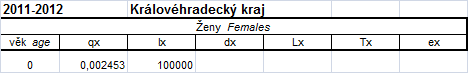 2011-2012 Královéhradecký kraj
Ženy Females
věk age qx lx dx Lx Tx ex
0 0,002453 100000